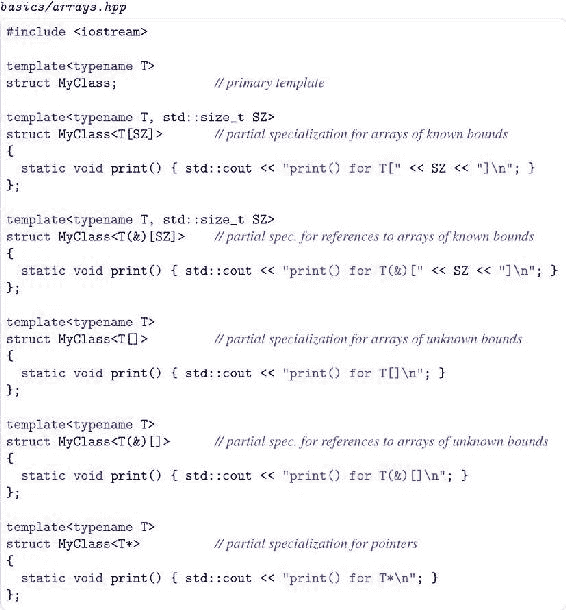 basics/arrays.hpp
#include <iostream>
template<typename T>
struct MyClass; // primary template
template<typename T, std::size_t SZ>
struct MyClass<T[SZ]> // partial specialization for arrays of known bounds
{
static void print() { std::cout << "print() for T[" << SZ << "]\n"; }
};
template<typename T, std::size_t SZ>
struct MyClass<T(&)[SZ]> // partial spec. for references to arrays of known bounds
{
static void print() { std::cout << "print() for T(&)[" << SZ << "]\n"; }
};
template<typename T>
struct MyClass<T[]> // partial specialization for arrays of unknown bounds
{
static void print() { std::cout << "print() for T[]\n"; }
};
template<typename T>
struct MyClass<T(&)[]> // partial spec. for references to arrays of unknown bounds
{
static void print() { std::cout << "print() for T(&)[]\n"; }
};
template<typename T>
struct MyClass<T*> // partial specialization for pointers
{
static void print() { std::cout << "print() for T*\n"; }
};